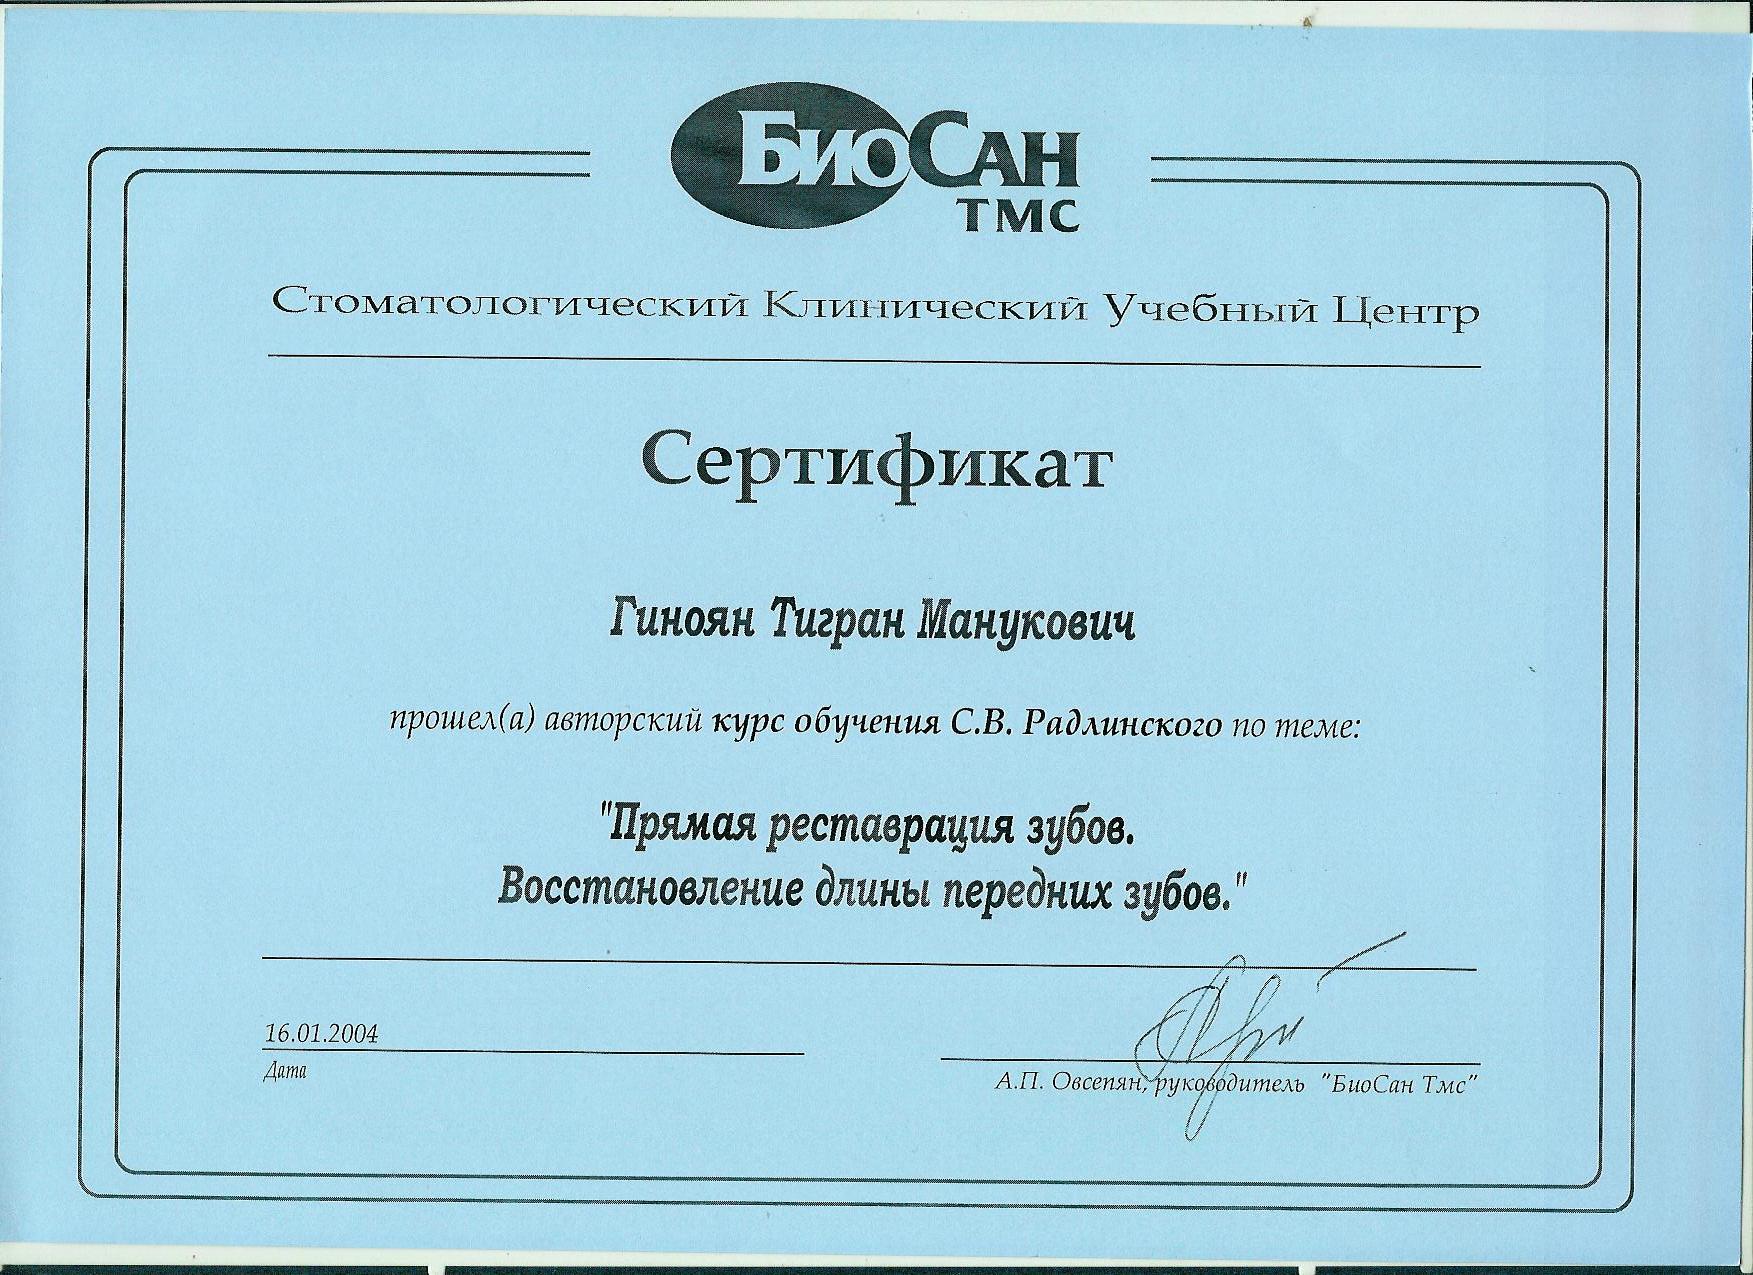 БиоСан
ТМС
Стоматологический Клинический Учебный Центр
Сертификат
Гиноян Тигран Манукович
прошел(а) авторский курс обучения С.В. Радлинского по теме:
"Прямая реставрация зубов.
Восстановление длины передних зубов."
16.01.2004
Дата
А.П. Овсепян, руководитель "БиоСан Тмс"